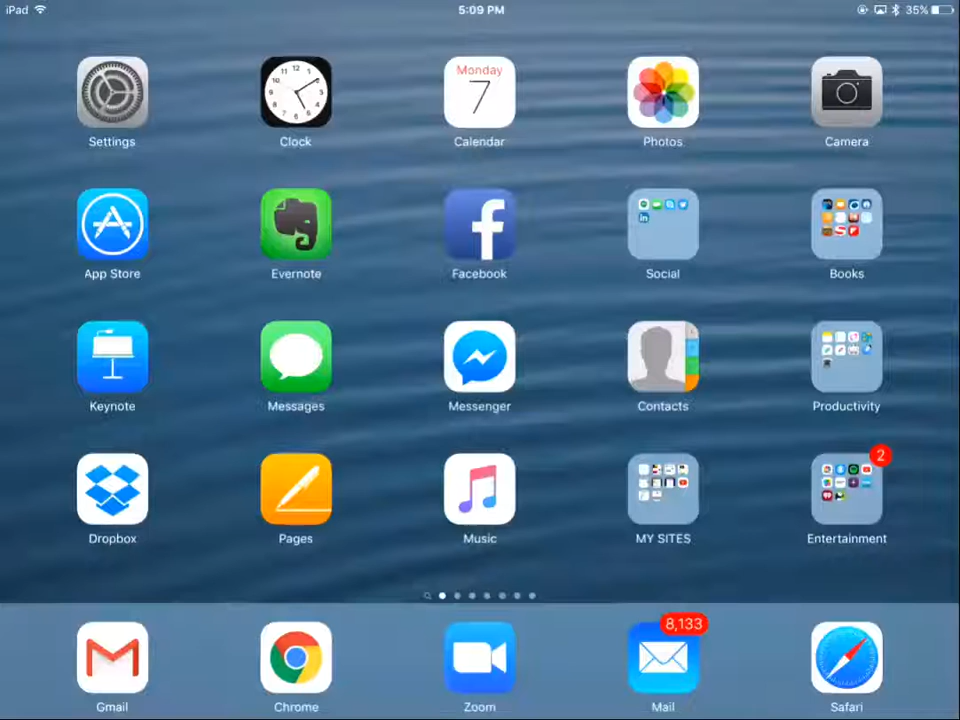 iPad 5:09 PM 35%
Monday
7
Settings Clock Calendar Photos Camera
App Store Evernote Facebook Social Books
Keynote Messages Messenger Contacts Productivity
2
Dropbox Pages Music MY SITES Entertainment
8,133
Gmail Chrome Zoom Mail Safari